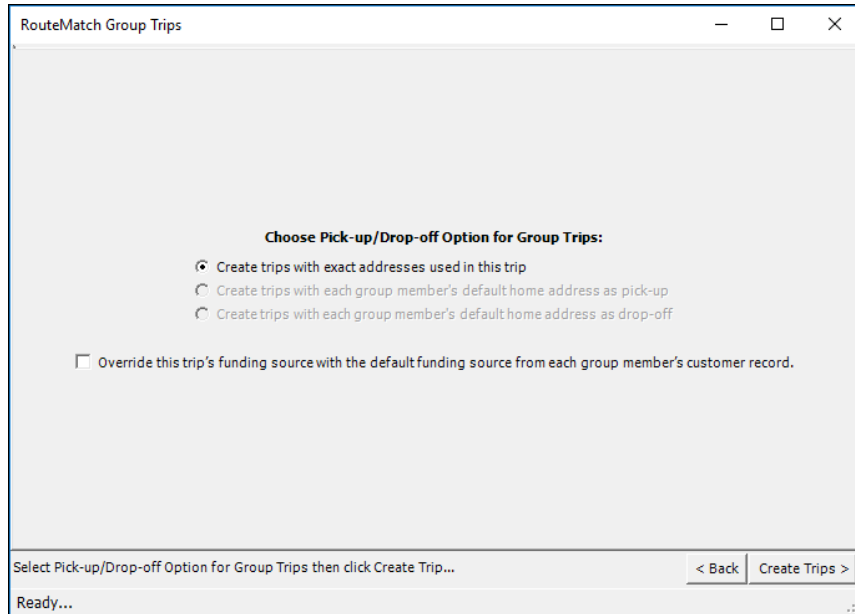 RouteMatch Group Trips
Choose Pick-up/Drop-off Option for Group Trips:
Create trips with exact addresses used in this trip
Create trips with each group member's default home address as pick-up
Create trips with each group member's default home address as drop-off
Override this trip's funding source with the default funding source from each group member's customer record.
Select Pick-up/Drop-off Option for Group Trips then click Create Trip...
< Back
Create Trips >
Ready...